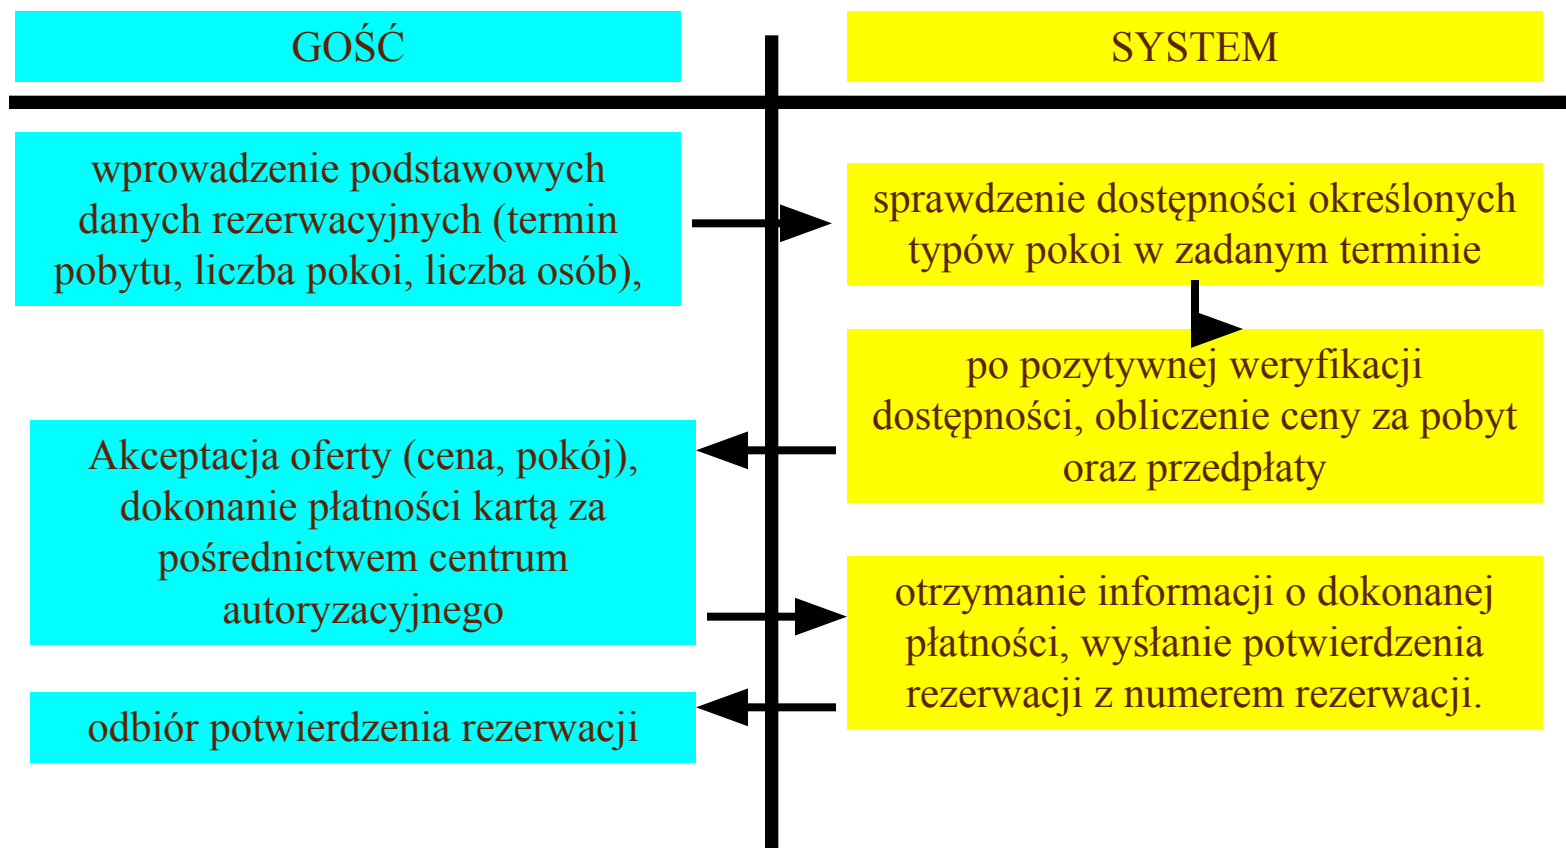 GOŚĆ
SYSTEM
wprowadzenie podstawowych
danych rezerwacyjnych (termin
pobytu, liczba pokoi, liczba osób),
sprawdzenie dostępności określonych
typów pokoi w zadanym terminie
po pozytywnej weryfikacji
dostępności, obliczenie ceny za pobyt
oraz przedpłaty
Akceptacja oferty (cena, pokój),
dokonanie płatności kartą za
pośrednictwem centrum
autoryzacyjnego
otrzymanie informacji o dokonanej
płatności, wysłanie potwierdzenia
rezerwacji z numerem rezerwacji.
odbiór potwierdzenia rezerwacji